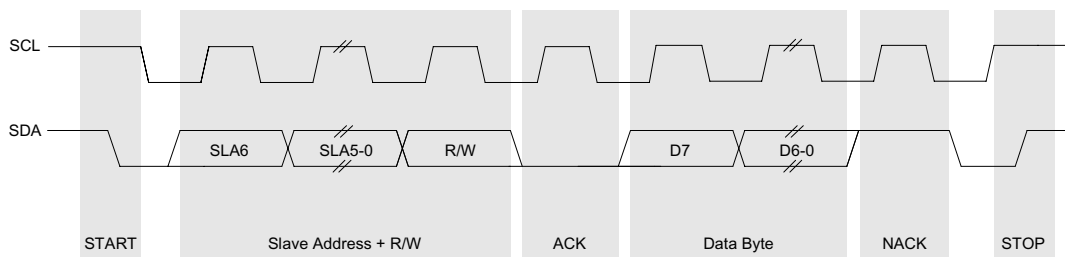 SCL
SDA
SLA6 SLA5-0 R/W D7 D6-0
START Slave Address + R/W ACK Data Byte NACK STOP